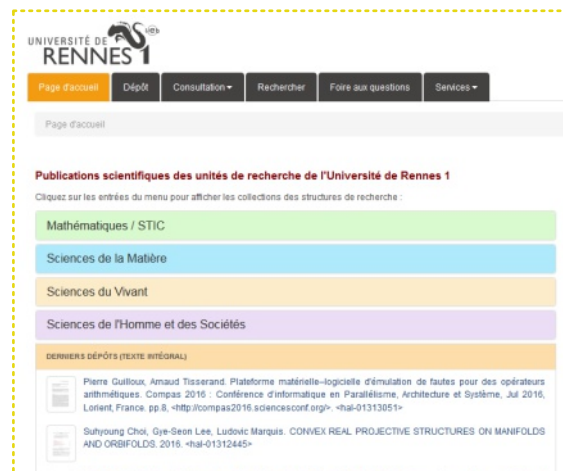 ueb
UNIVERSITÉ DE
RENNES 1
Page d'accueil Dépôt Consultation Rechercher Foire aux questions Services
Page d'accueil
Publications scientifiques des unités de recherche de l'Université de Rennes 1
Cliquez sur les entrées du menu pour afficher les collections des structures de recherche :
Mathématiques / STIC
Sciences de la Matière
Sciences du Vivant
Sciences de l'Homme et des Sociétés
DERNIERS DÉPÔTS (TEXTE INTÉGRAL)
Pierre Guilloux, Arnaud Tisserand. Plateforme matérielle–logicielle d'émulation de fautes pour des opérateurs
arithmétiques. Compas 2016 : Conférence d'informatique en Parallélisme, Architecture et Système, Jul 2016,
Lorient, France. pp.8, <http://compas2016.sciencesconf.org/>. <hal-01313051>
Suhyoung Choi, Gye-Seon Lee, Ludovic Marquis. CONVEX REAL PROJECTIVE STRUCTURES ON MANIFOLDS
AND ORBIFOLDS. 2016. <hal-01312445>